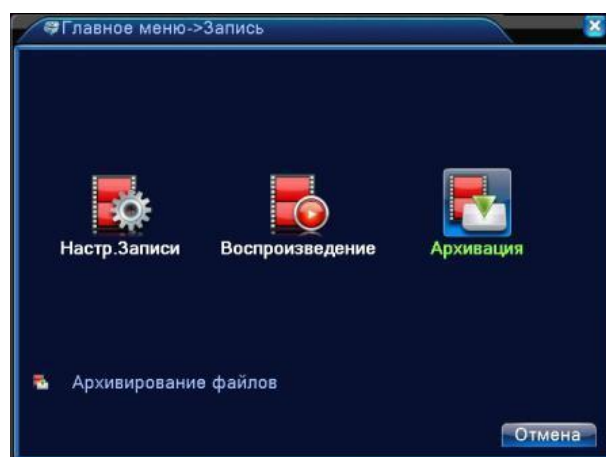 Главное меню->Запись
Настр.Записи Воспроизведение Архивация
Архивирование файлов
Отмена